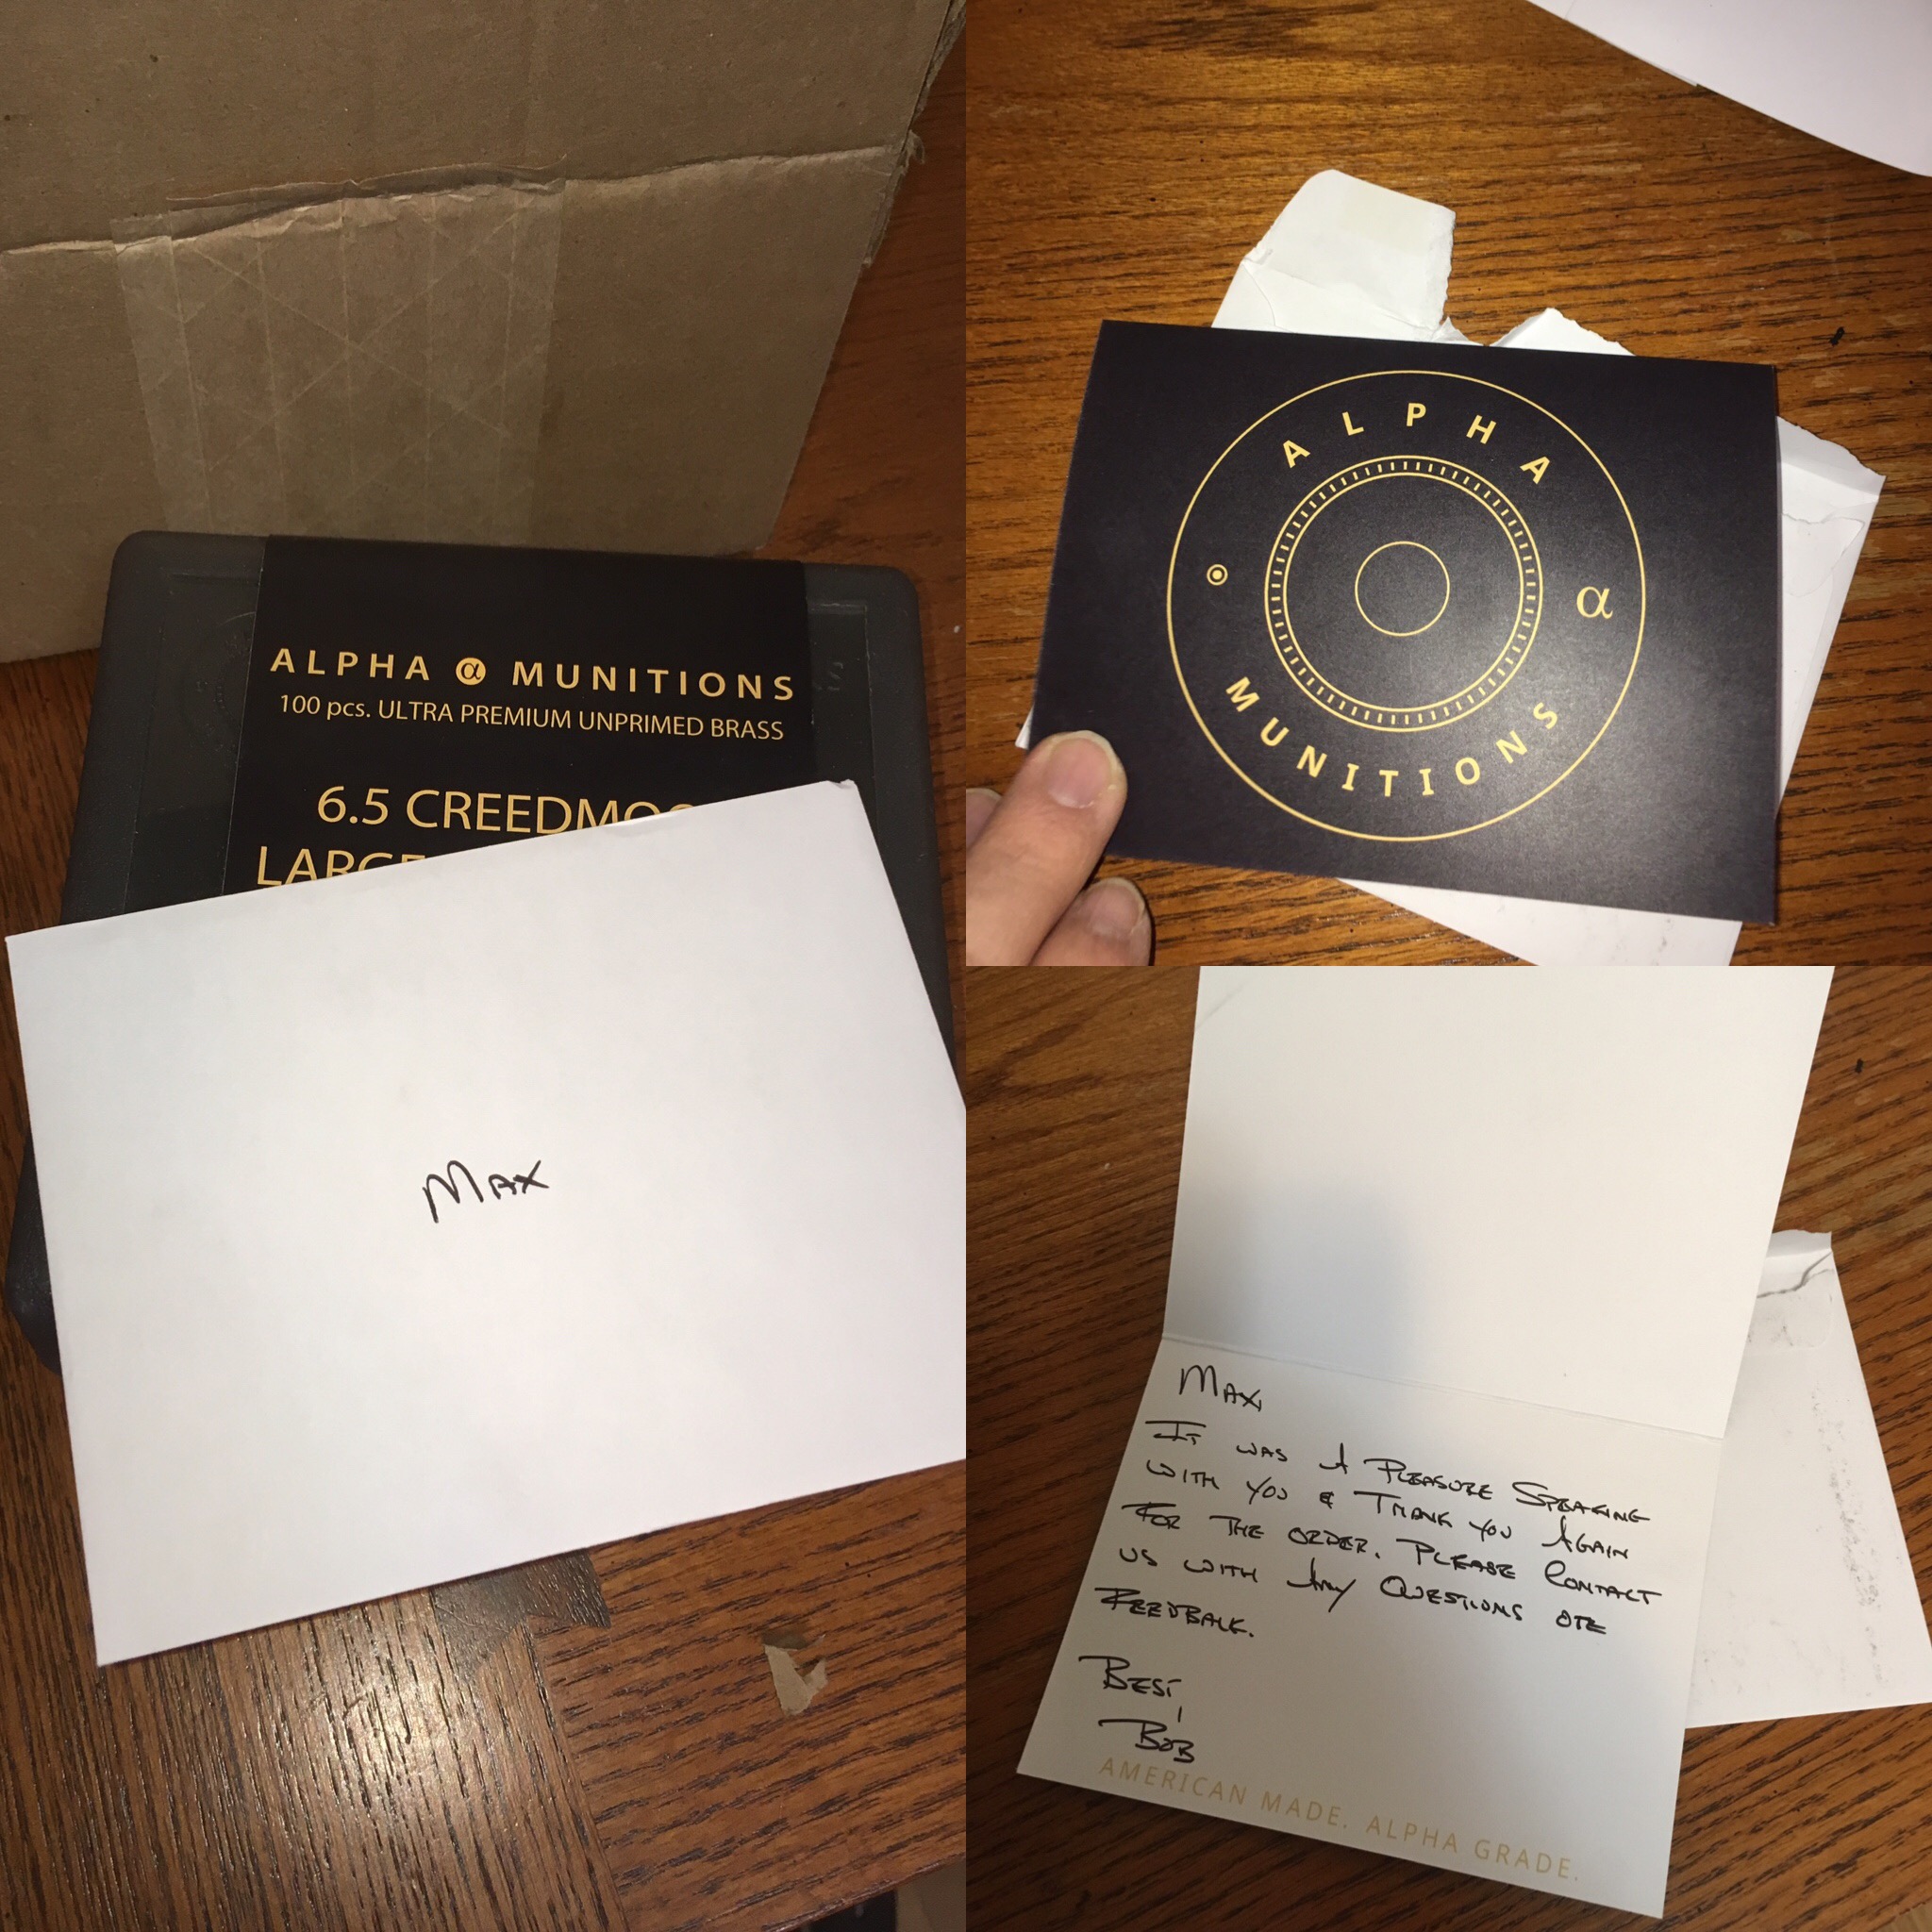 ALPHA α MUNITIONS
100 pcs. ULTRA PREMIUM UNPRIMED BRASS
6.5 CREEDMO
LARGE
MAX
ALPHA
α
MUNITIONS
MAX,
IT WAS A PLEASURE SPEAKING
WITH YOU & THANK YOU AGAIN
FOR THE ORDER. PLEASE CONTACT
US WITH ANY QUESTIONS OR
FEEDBACK.
BEST,
BOB
AMERICAN MADE. ALPHA GRADE.